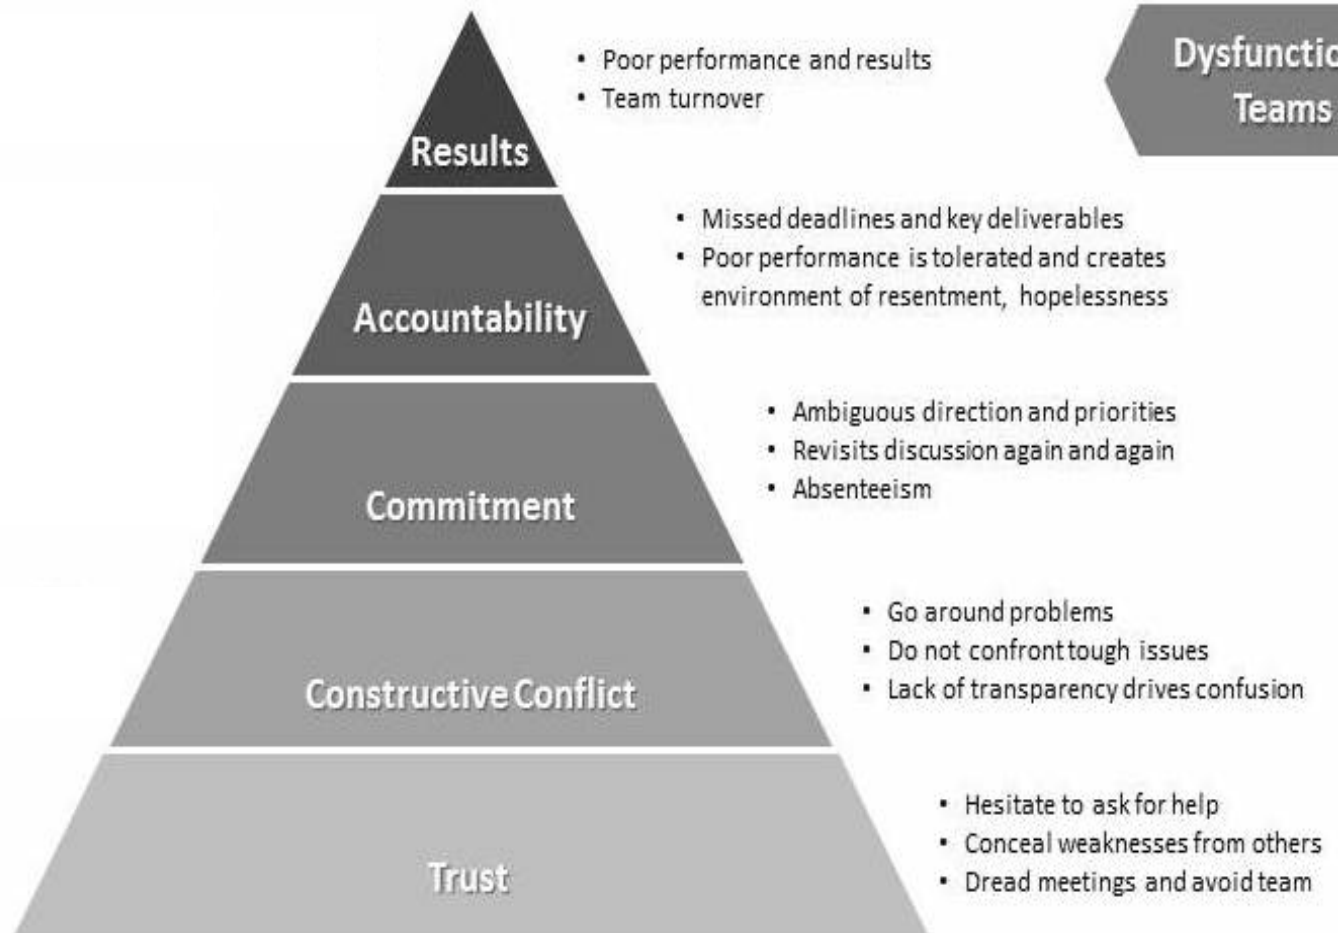 • Poor performance and results
• Team turnover
Dysfunctio
Teams
Results
• Missed deadlines and key deliverables
• Poor performance is tolerated and creates
environment of resentment, hopelessness
Accountability
• Ambiguous direction and priorities
• Revisits discussion again and again
• Absenteeism
Commitment
• Go around problems
• Do not confront tough issues
• Lack of transparency drives confusion
Constructive Conflict
• Hesitate to ask for help
• Conceal weaknesses from others
• Dread meetings and avoid team
Trust